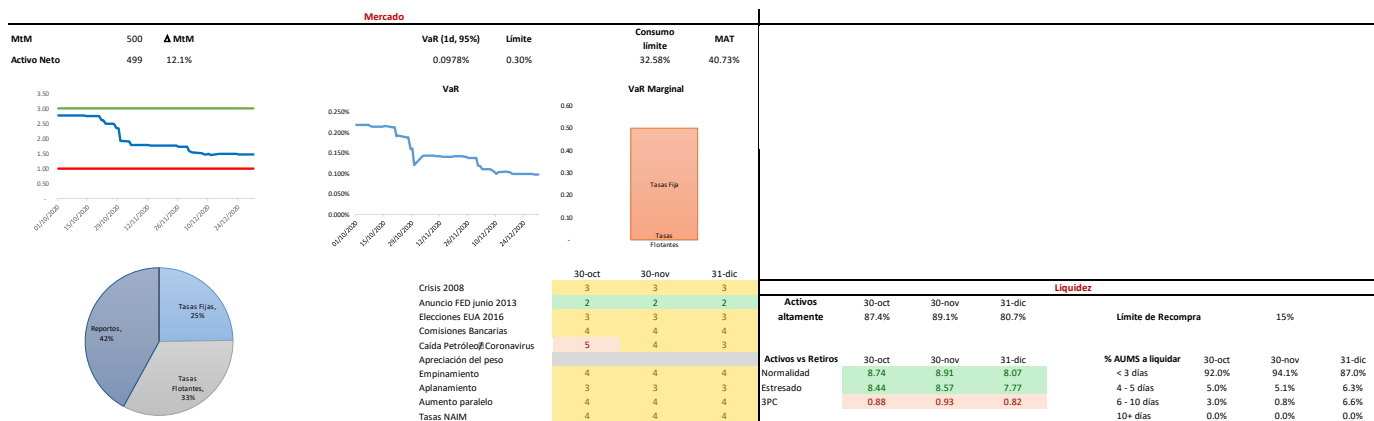 Mercado
MtM 500 Δ MtM
Activo Neto 499 12.1%
VaR (1d, 95%) Límite Consumo límite MAT
0.0978% 0.30% 32.58% 40.73%
3.50
3.00
2.50
2.00
1.50
1.00
0.50
-
01/10/2020 15/10/2020 29/10/2020 12/11/2020 26/11/2020 10/12/2020 24/12/2020
VaR
0.250%
0.200%
0.150%
0.100%
0.050%
0.000%
01/10/2020 15/10/2020 29/10/2020 12/11/2020 26/11/2020 10/12/2020 24/12/2020
VaR Marginal
0.60
0.50
0.40
0.30
0.20
0.10
-
Tasas Fija
Tasas
Flotantes
Tasas Fijas,
25%
Reportos,
42%
Tasas
Flotantes,
33%
30-oct 30-nov 31-dic
Crisis 2008 3 3 3
Anuncio FED junio 2013 2 2 2
Elecciones EUA 2016 3 3 3
Comisiones Bancarias 4 4 3
Caída Petróleo/Coronavirus 5 4 3
Apreciación del peso
Empinamiento 4 4 4
Aplanamiento 3 3 3
Aumento paralelo 4 4 4
Tasas NAIM 4 4 4
Liquidez
Activos
altamente
30-oct 30-nov 31-dic
87.4% 89.1% 80.7%
Límite de Recompra 15%
Activos vs Retiros 30-oct 30-nov 31-dic
Normalidad 8.74 8.91 8.07
Estresado 8.44 8.57 7.77
3PC 0.88 0.93 0.82
% AUMS a liquidar 30-oct 30-nov 31-dic
< 3 días 92.0% 94.1% 87.0%
4 - 5 días 5.0% 5.1% 6.3%
6 - 10 días 3.0% 0.8% 6.6%
10+ días 0.0% 0.0% 0.0%